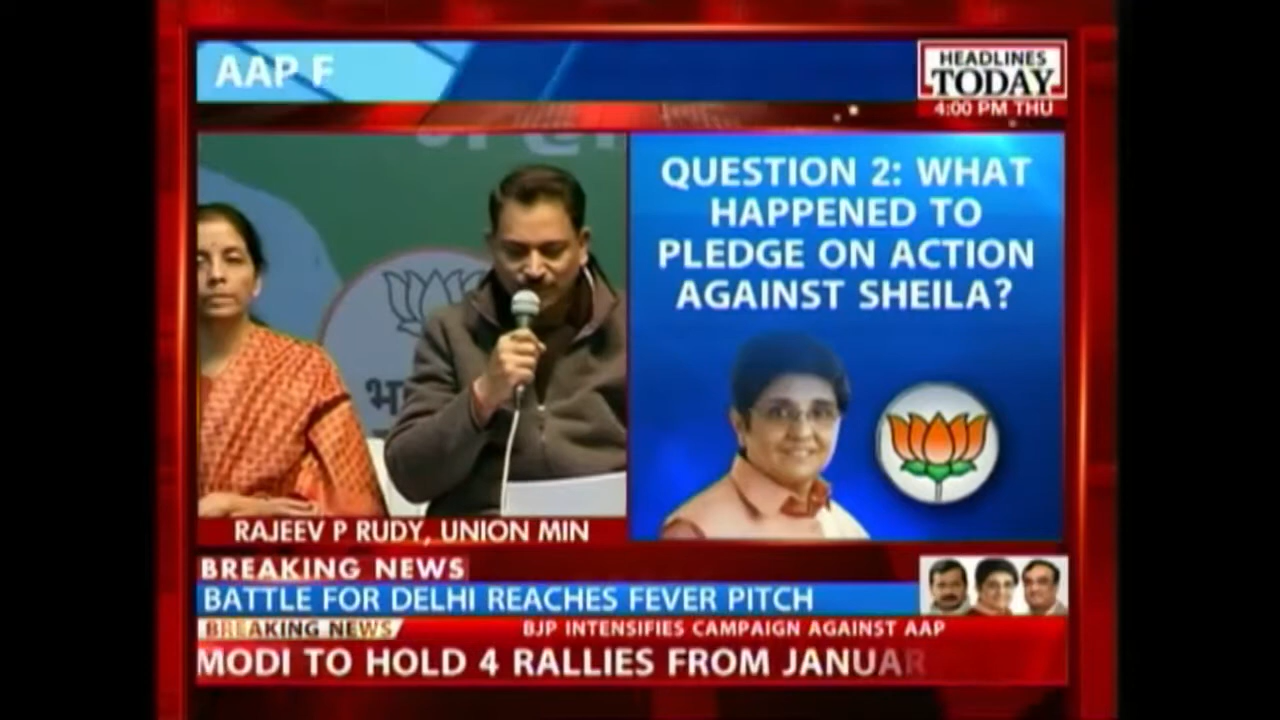 AAP F
HEADLINES
TODAY
4:00 PM THU
QUESTION 2: WHAT
HAPPENED TO
PLEDGE ON ACTION
AGAINST SHEILA?
RAJEEV P RUDY, UNION MIN
BREAKING NEWS
BATTLE FOR DELHI REACHES FEVER PITCH
BREAKING NEWS
BJP INTENSIFIES CAMPAIGN AGAINST AAP
MODI TO HOLD 4 RALLIES FROM JANUAR